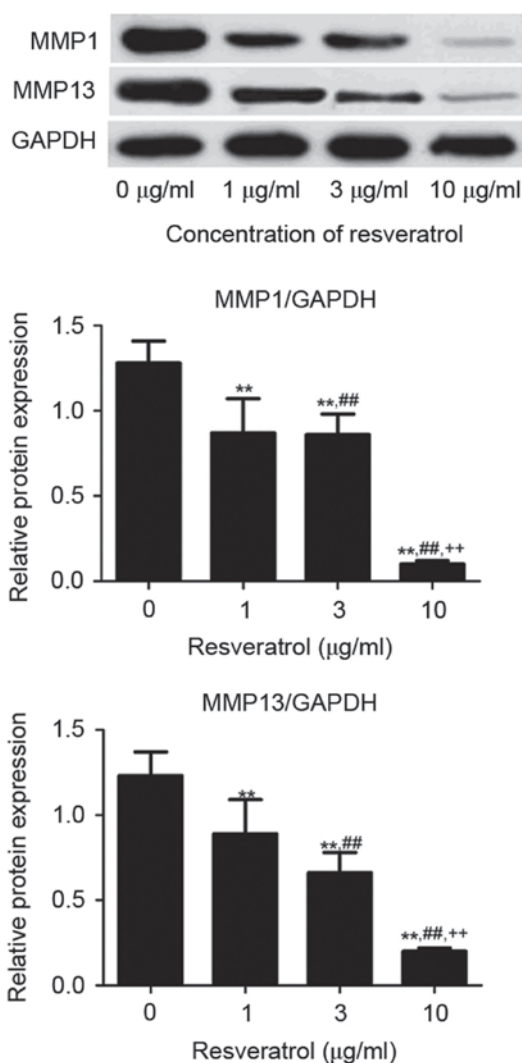 MMP1
MMP13
GAPDH
0 μg/ml 1 μg/ml 3 μg/ml 10 μg/ml
Concentration of resveratrol
MMP1/GAPDH
Relative protein expression
1.5
1.0
0.5
0.0
**
**,##
**,##,++
0 1 3 10
Resveratrol (μg/ml)
MMP13/GAPDH
Relative protein expression
1.5
1.0
0.5
0.0
**
**,##
**,##,++
0 1 3 10
Resveratrol (μg/ml)